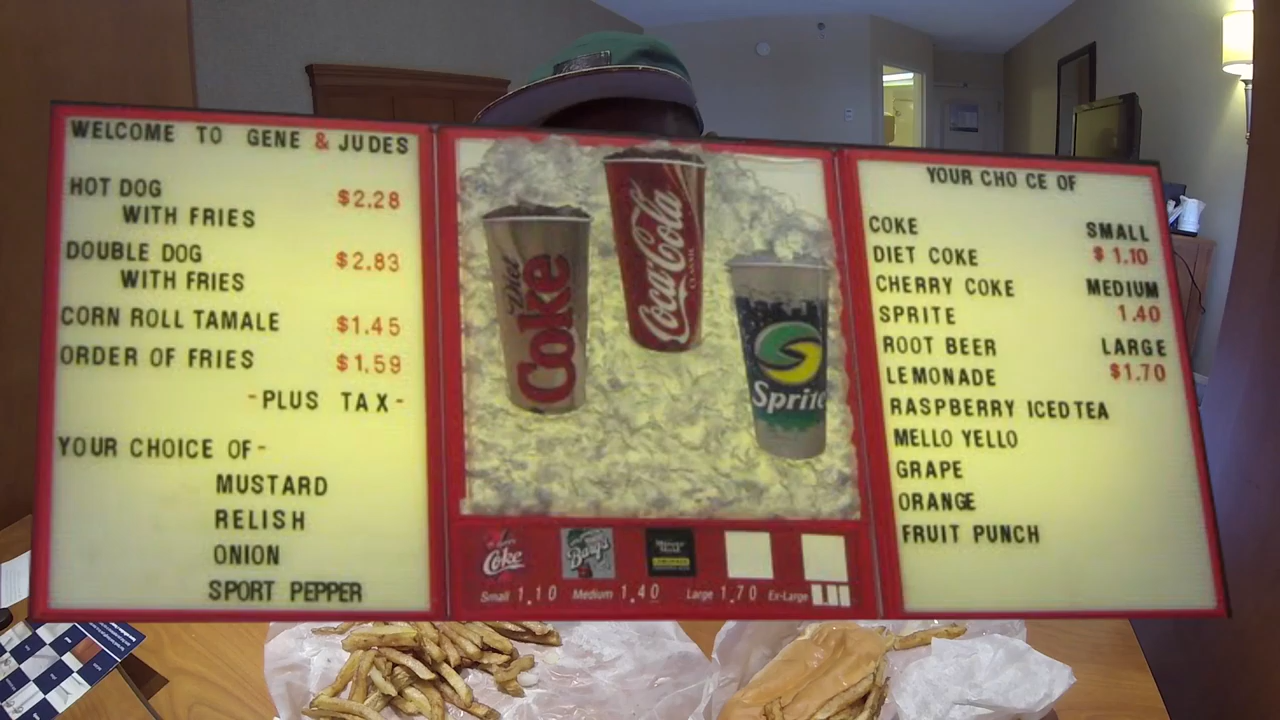 WELCOME TO GENE & JUDES
HOT DOG
WITH FRIES
$2.28
DOUBLE DOG
WITH FRIES
$2.83
CORN ROLL TAMALE $1.45
ORDER OF FRIES $1.59
-PLUS TAX-
YOUR CHOICE OF-
MUSTARD
RELISH
ONION
SPORT PEPPER
Diet Coke
Coca-Cola
CLASSIC
Sprite
Coke
Barq's
Small 1.10 Medium 1.40 Large 1.70 Ex-Large
YOUR CHO CE OF
COKE SMALL
DIET COKE $1.10
CHERRY COKE MEDIUM
SPRITE 1.40
ROOT BEER LARGE
LEMONADE $1.70
RASPBERRY ICED TEA
MELLO YELLO
GRAPE
ORANGE
FRUIT PUNCH